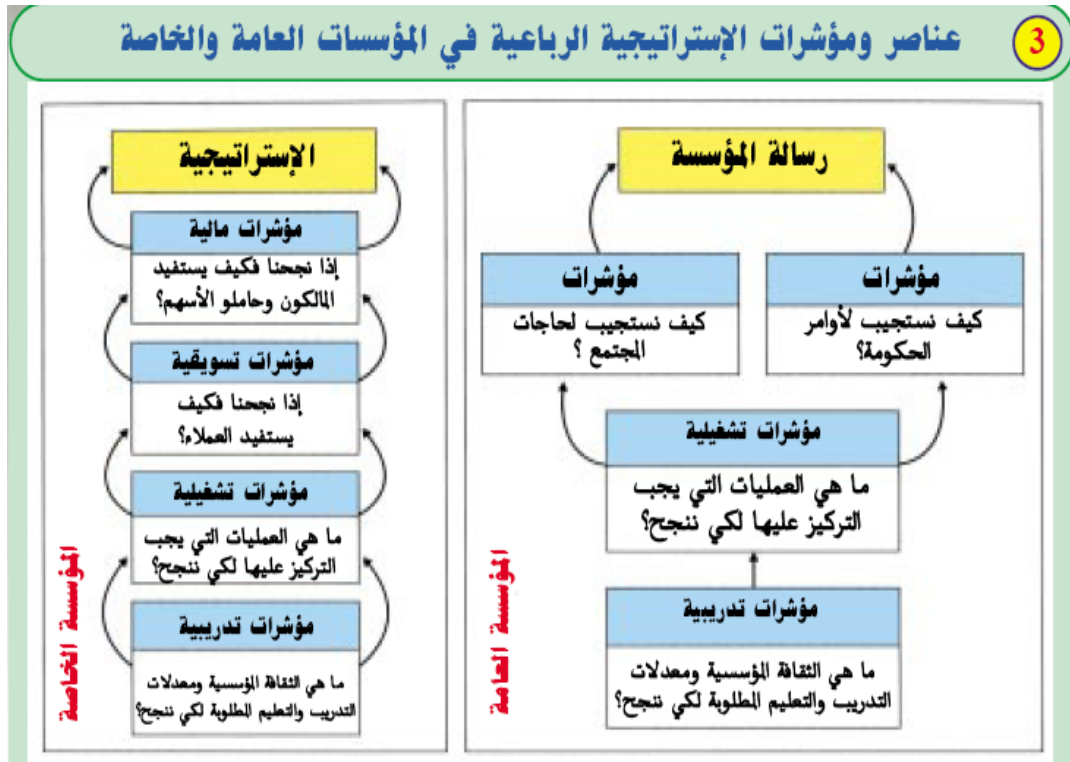 عناصر ومؤشرات الإستراتيجية الرباعية في المؤسسات العامة والخاصة
3
رسالة المؤسسة
مؤشرات
كيف نستجيب لأوامر
الحكومة؟
مؤشرات
كيف نستجيب لحاجات
المجتمع ؟
مؤشرات تشغيلية
ما هي العمليات التي يجب
التركيز عليها لكي ننجح؟
مؤشرات تدريبية
ما هي الثقافة المؤسسية ومعدلات
التدريب والتعليم المطلوبة لكي ننجح؟
المؤسسة العامة
الإستراتيجية
مؤشرات مالية
إذا نجحنا فكيف يستفيد
المالكون وحاملو الأسهم؟
مؤشرات تسويقية
إذا نجحنا فكيف
يستفيد العملاء؟
مؤشرات تشغيلية
ما هي العمليات التي يجب
التركيز عليها لكي ننجح؟
مؤشرات تدريبية
ما هي الثقافة المؤسسية ومعدلات
التدريب والتعليم المطلوبة لكي ننجح؟
المؤسسة الخاصة